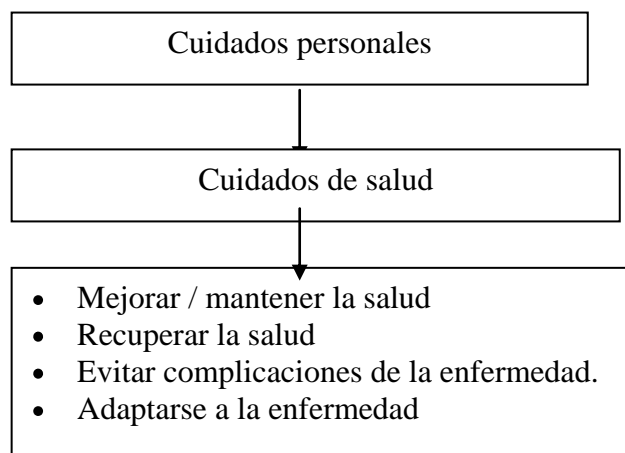 Cuidados personales
Cuidados de salud
• Mejorar / mantener la salud
• Recuperar la salud
• Evitar complicaciones de la enfermedad.
• Adaptarse a la enfermedad